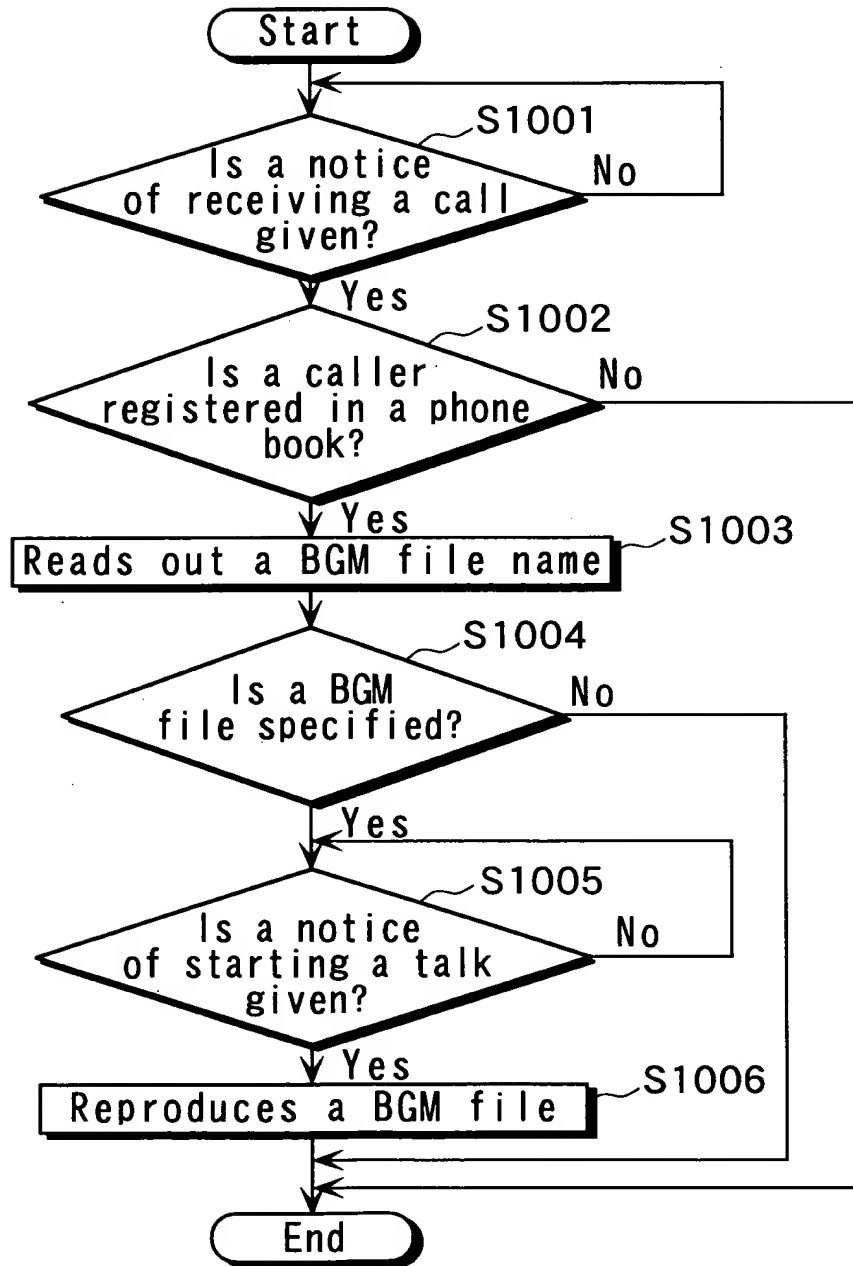 Start
S1001
Is a notice
of receiving a call
given?
No
Yes
S1002
Is a caller
registered in a phone
book?
No
Yes
S1003
Reads out a BGM file name
S1004
Is a BGM
file specified?
No
Yes
S1005
Is a notice
of starting a talk
given?
No
Yes
S1006
Reproduces a BGM file
End